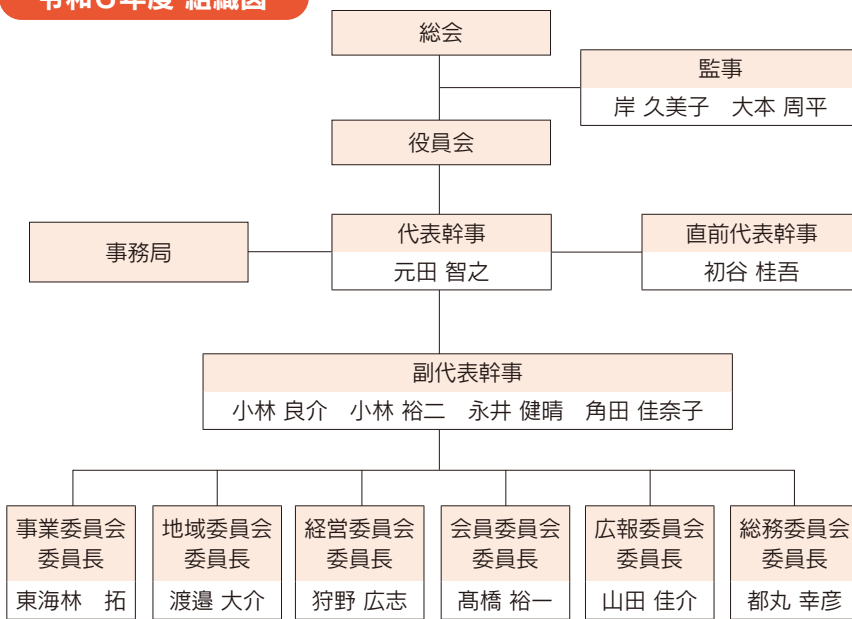 組織図
総会
監事
岸 久美子　大本 周平
役員会
代表幹事
元田 智之
事務局
直前代表幹事
初谷 桂吾
副代表幹事
小林 良介　小林 裕二　永井 健晴　角田 佳奈子
事業委員会
委員長
東海林　拓
地域委員会
委員長
渡邉 大介
経営委員会
委員長
狩野 広志
会員委員会
委員長
髙橋 裕一
広報委員会
委員長
山田 佳介
総務委員会
委員長
都丸 幸彦